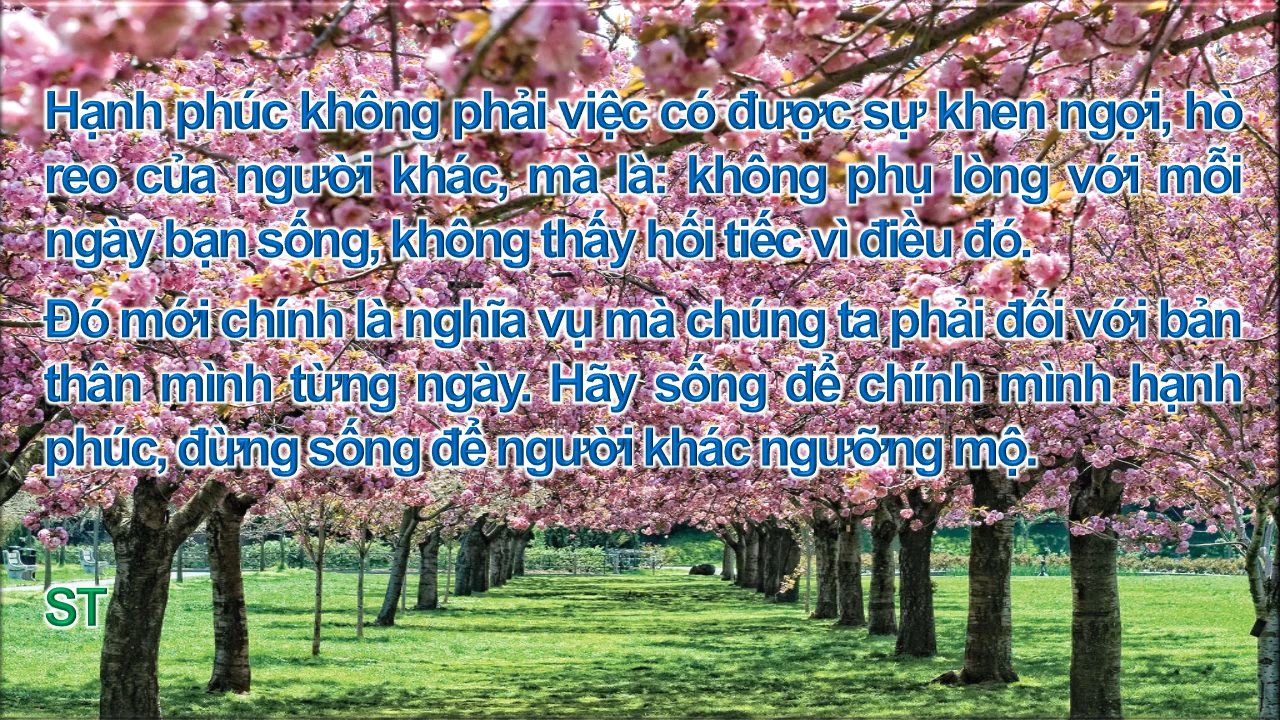 Hạnh phúc không phải việc có được sự khen ngợi, hò
reo của người khác, mà là: không phụ lòng với mỗi
ngày bạn sống, không thấy hối tiếc vì điều đó.
Đó mới chính là nghĩa vụ mà chúng ta phải đối với bản
thân mình từng ngày. Hãy sống để chính mình hạnh
phúc, đừng sống để người khác ngưỡng mộ.
ST